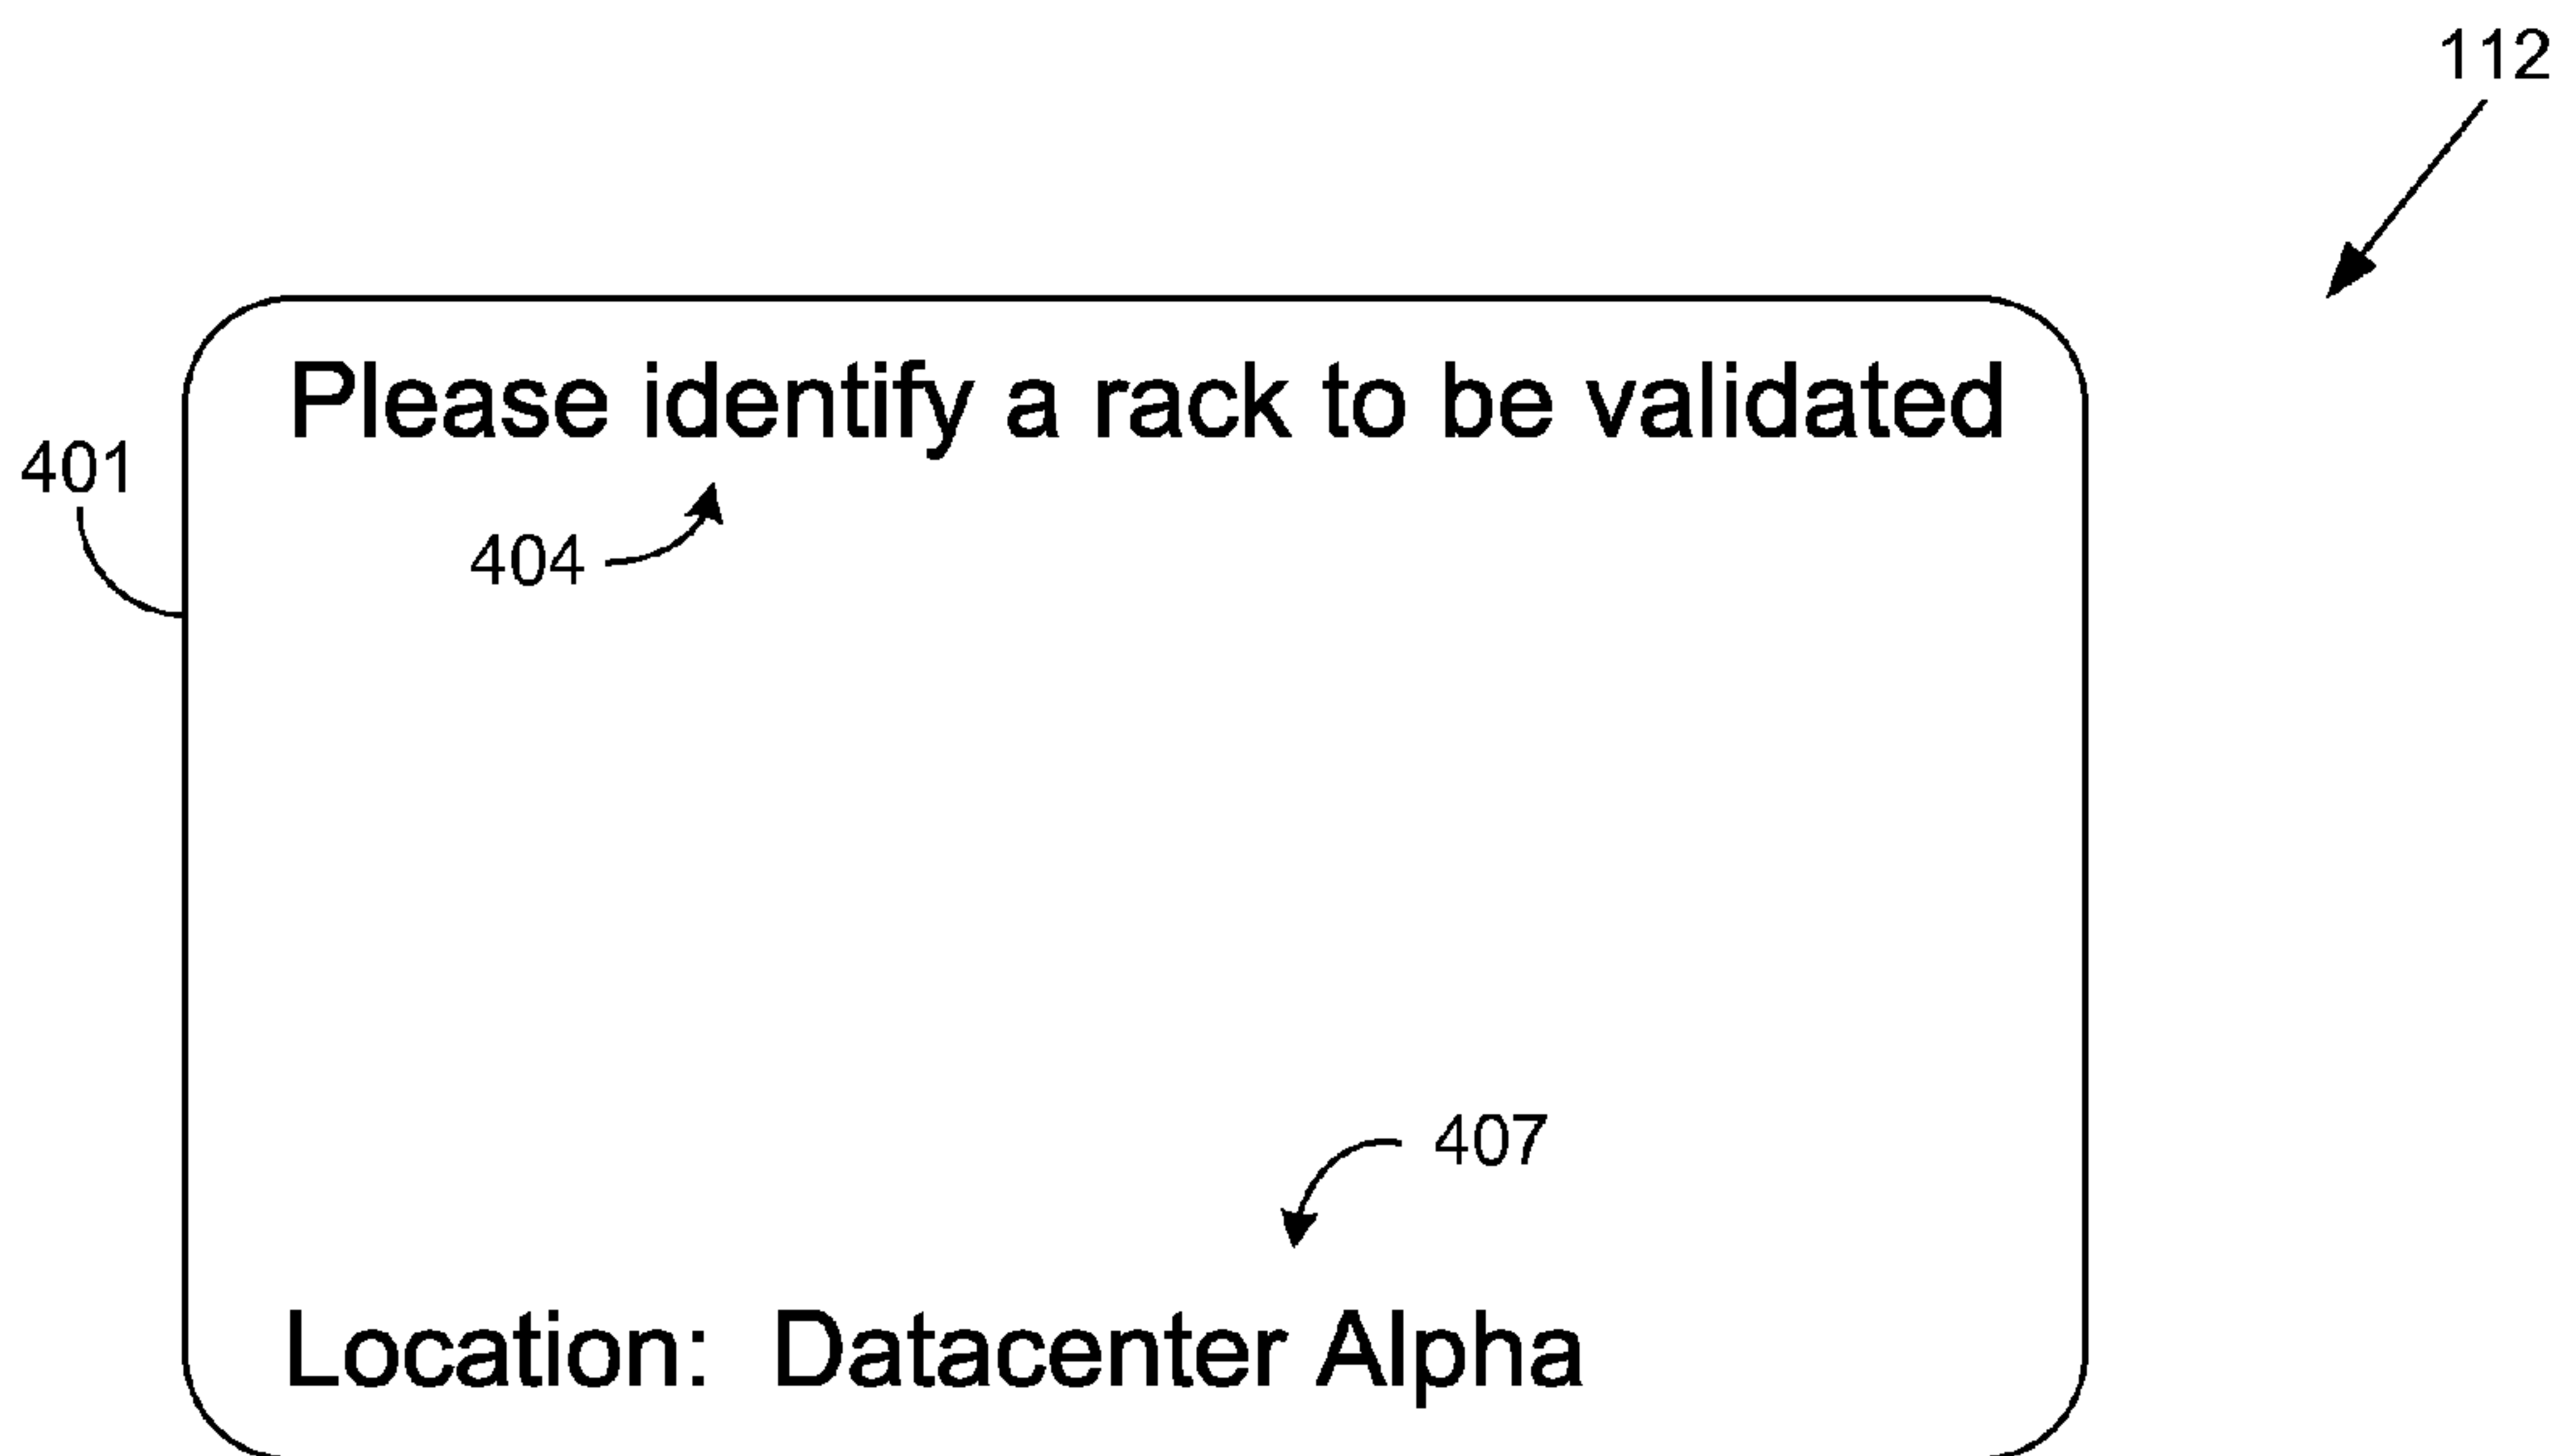 112
Please identify a rack to be validated
401
404
407
Location: Datacenter Alpha